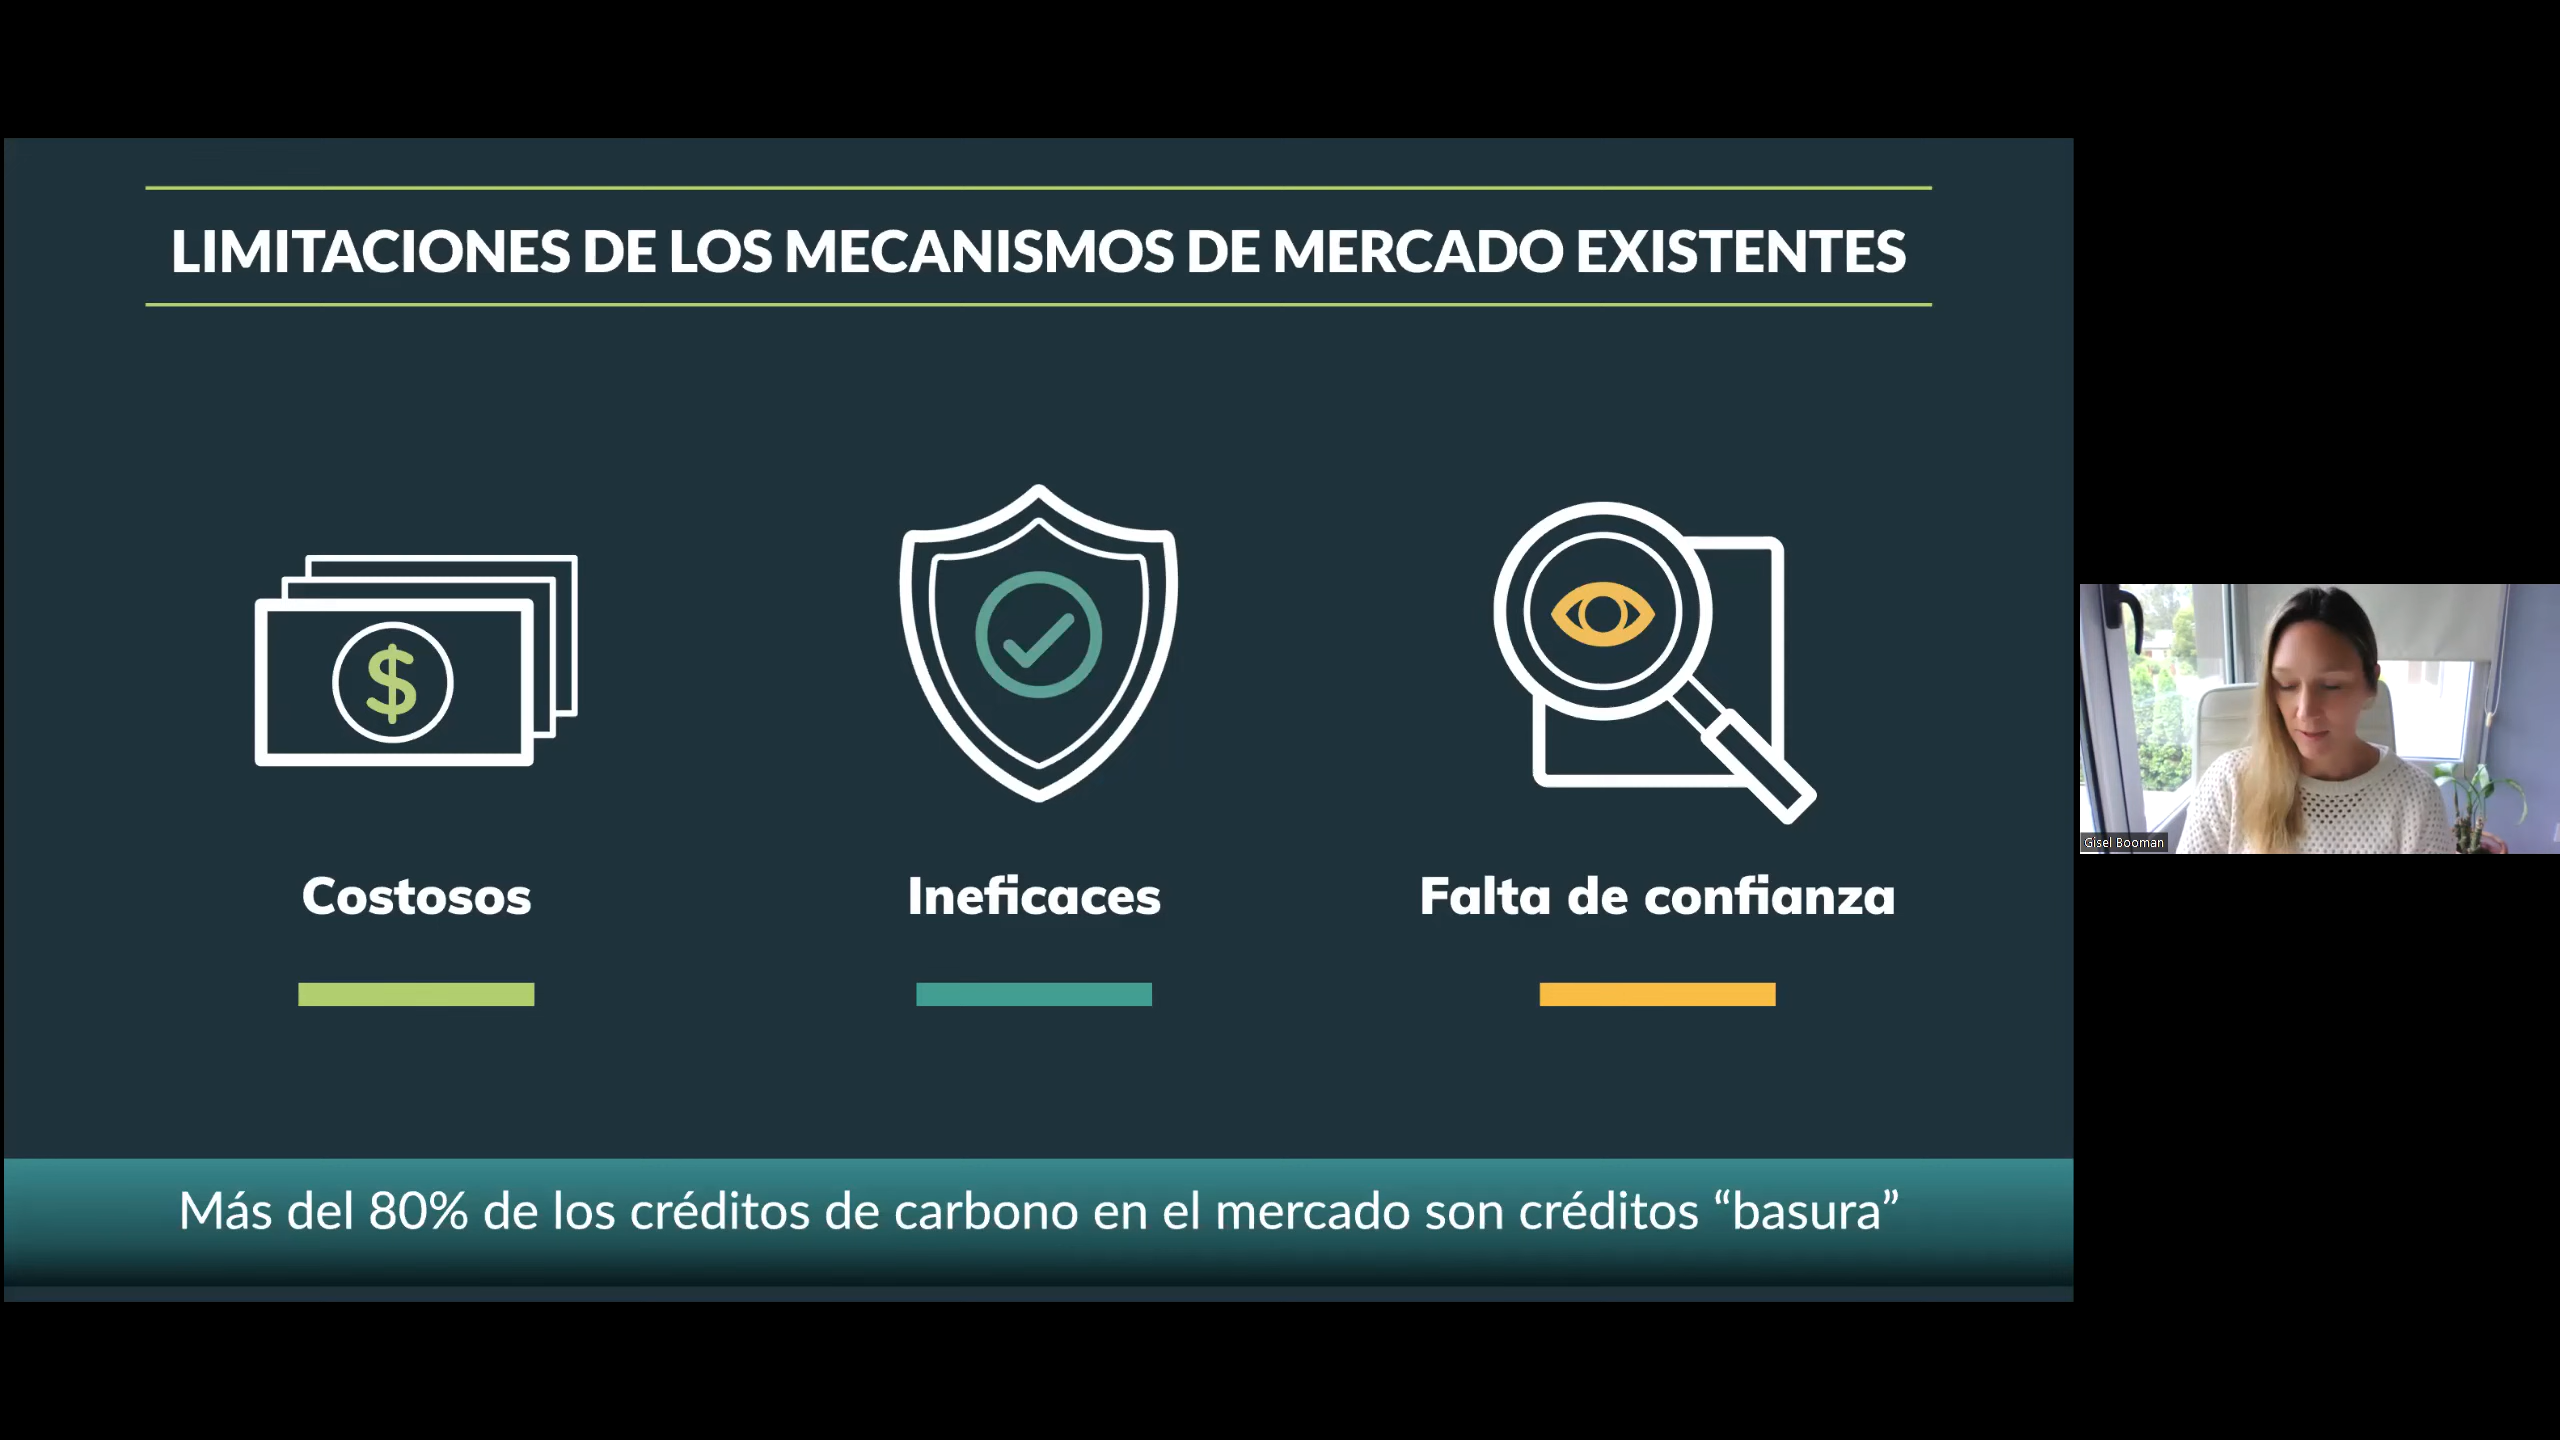 LIMITACIONES DE LOS MECANISMOS DE MERCADO EXISTENTES
$
Costosos
Ineficaces
Falta de confianza
Más del 80% de los créditos de carbono en el mercado son créditos “basura”
Gisel Booman